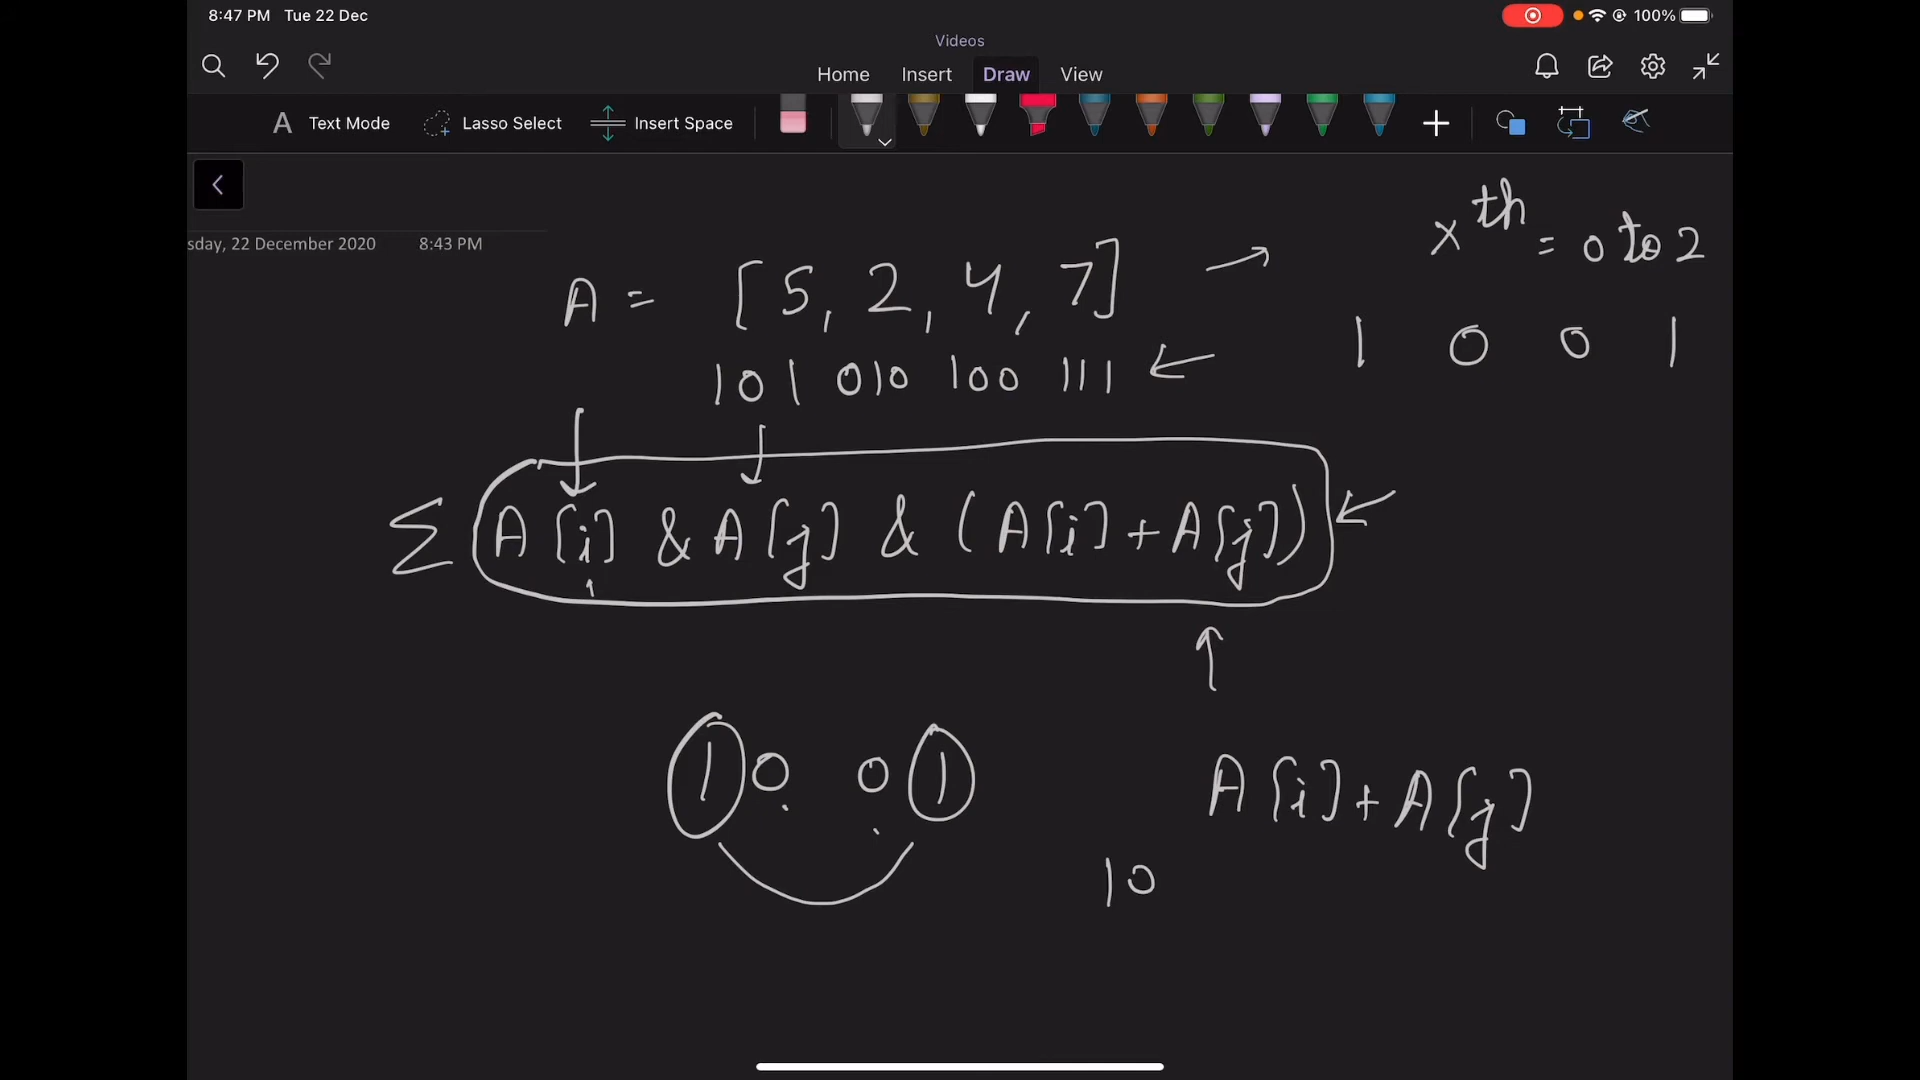 8:47 PM Tue 22 Dec 100%
Videos
Home Insert Draw View
A Text Mode Lasso Select Insert Space
sday, 22 December 2020 8:43 PM
xth = 0 to 2
A = [5, 2, 4, 7]
1 0 0 1
101 010 100 111
Σ A[i] & A[j] & (A[i] + A[j])
1 0 0 1
A[i] + A[j]
10